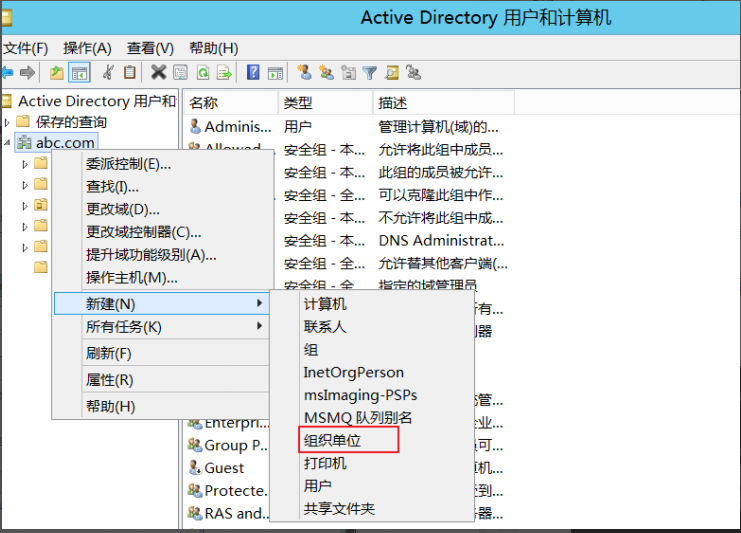 Active Directory 用户和计算机
文件(F) 操作(A) 查看(V) 帮助(H)
Active Directory 用户和
名称 类型 描述
保存的查询
abc.com
Adminis... 用户 管理计算机(域)的...
Allowed 安全组 - 本... 允许将此组中成员...
委派控制(E)...
安全组 - 本... 此组的成员被允许...
查找(I)...
安全组 - 全... 可以克隆此组中作...
更改域(D)...
安全组 - 本... 不允许将此组中成...
更改域控制器(C)...
安全组 - 本... DNS Administrat...
提升域功能级别(A)...
安全组 - 全... 允许替其他客户端(...
操作主机(M)...
安全组 - 全... 指定的域管理员
新建(N)
所有任务(K)
刷新(F)
属性(R)
帮助(H)
计算机
联系人
组
InetOrgPerson
msImaging-PSPs
MSMQ 队列别名
组织单位
打印机
用户
共享文件夹
Enterpri...
Group P...
Guest
Protecte...
RAS and...